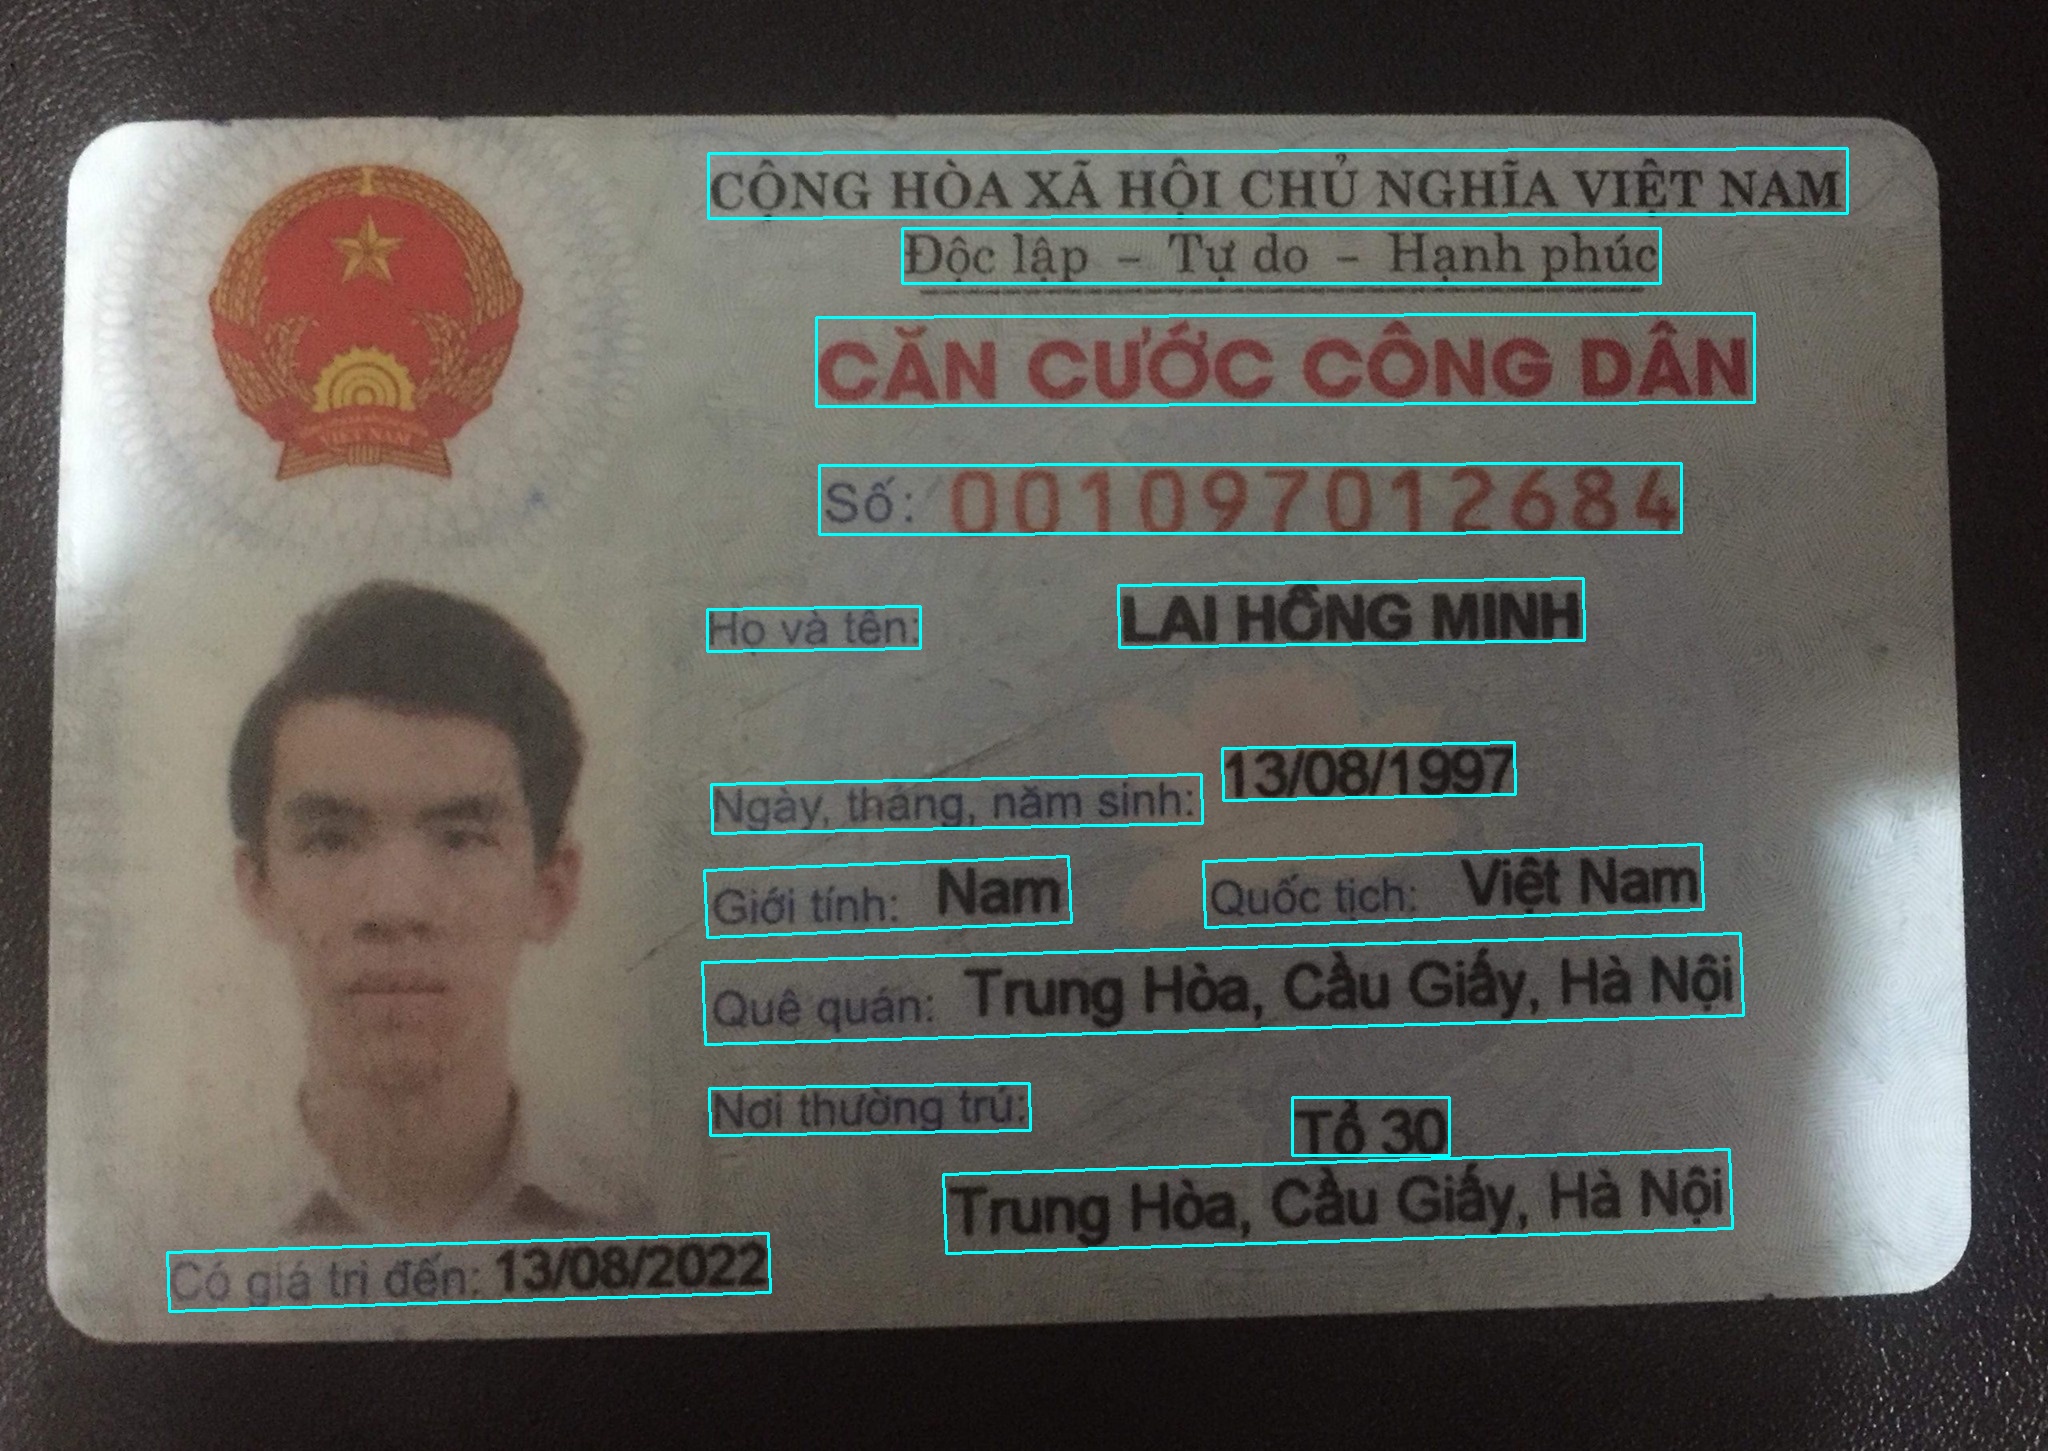 CỘNG HÒA XÃ HỘI CHỦ NGHĨA VIỆT NAM
Độc lập - Tự do - Hạnh phúc
CĂN CƯỚC CÔNG DÂN
VIỆT NAM
Số: 001097012684
Họ và tên: LẠI HỒNG MINH
Ngày, tháng, năm sinh: 13/08/1997
Giới tính: Nam Quốc tịch: Việt Nam
Quê quán: Trung Hòa, Cầu Giấy, Hà Nội
Nơi thường trú: Tổ 30
Trung Hòa, Cầu Giấy, Hà Nội
Có giá trị đến: 13/08/2022